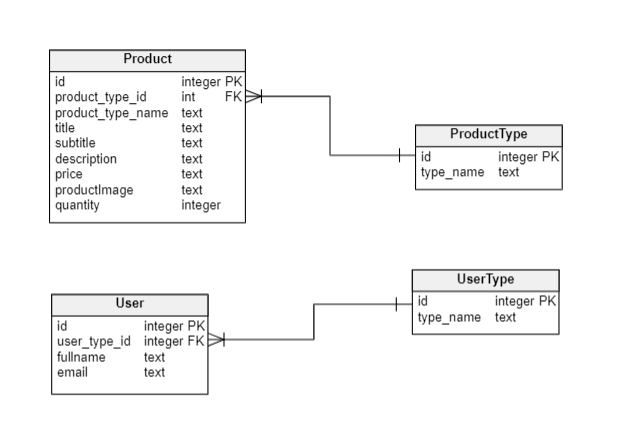 Product
id integer PK
product_type_id int FK
product_type_name text
title text
subtitle text
description text
price text
productImage text
quantity integer
ProductType
id integer PK
type_name text
User
id integer PK
user_type_id integer FK
fullname text
email text
UserType
id integer PK
type_name text